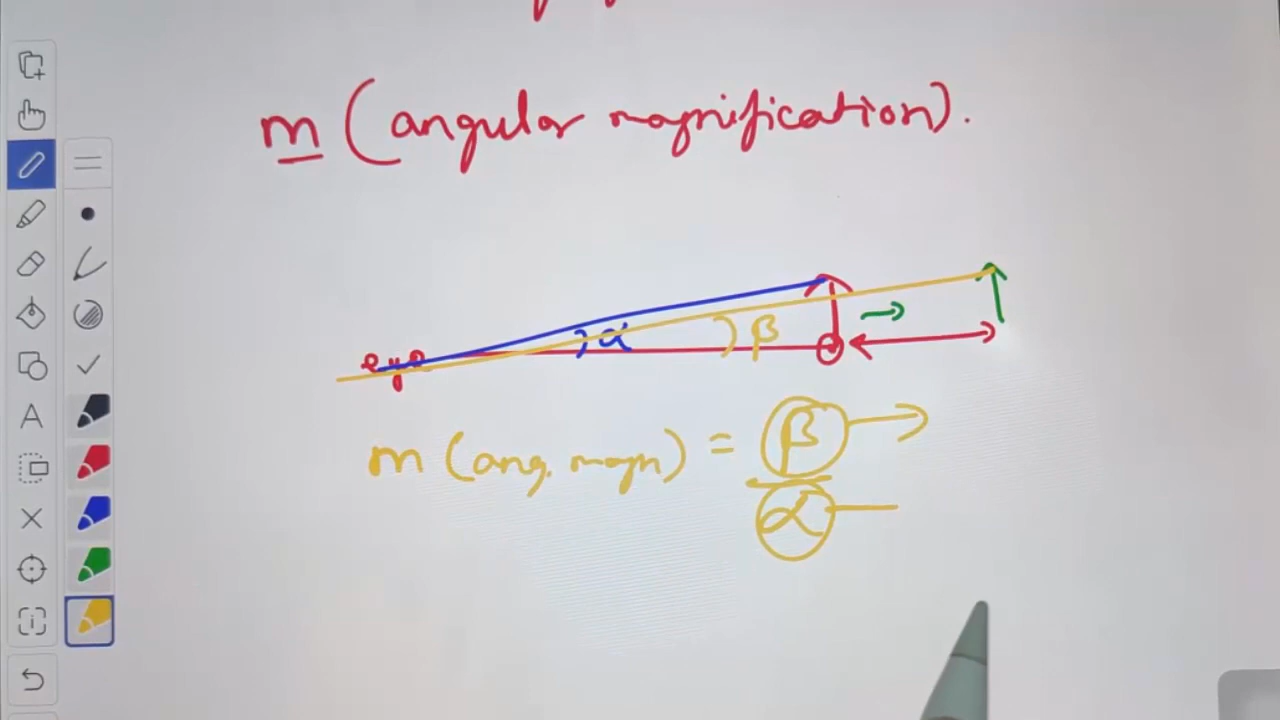 m (angular magnification).
α β
eye
m (ang. magn) = β
α